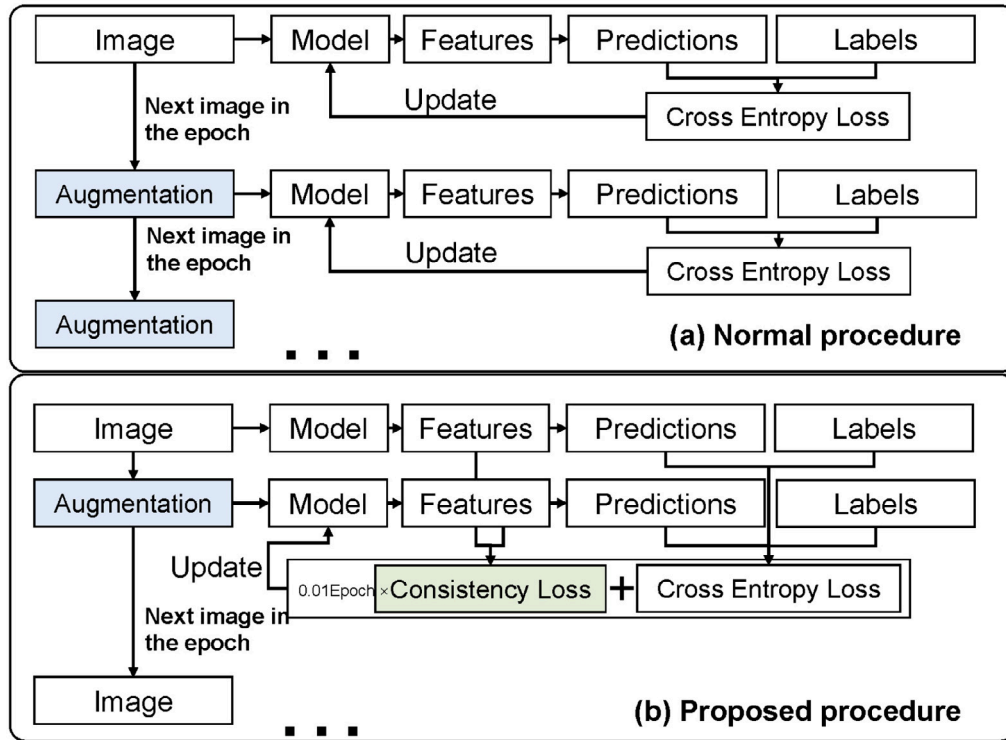 Image
Model
Features
Predictions
Labels
Next image in
the epoch
Update
Cross Entropy Loss
Augmentation
Model
Features
Predictions
Labels
Next image in
the epoch
Update
Cross Entropy Loss
Augmentation
. . .
(a) Normal procedure
Image
Model
Features
Predictions
Labels
Augmentation
Model
Features
Predictions
Labels
Update
0.01Epoch × Consistency Loss + Cross Entropy Loss
Next image in
the epoch
Image
. . .
(b) Proposed procedure